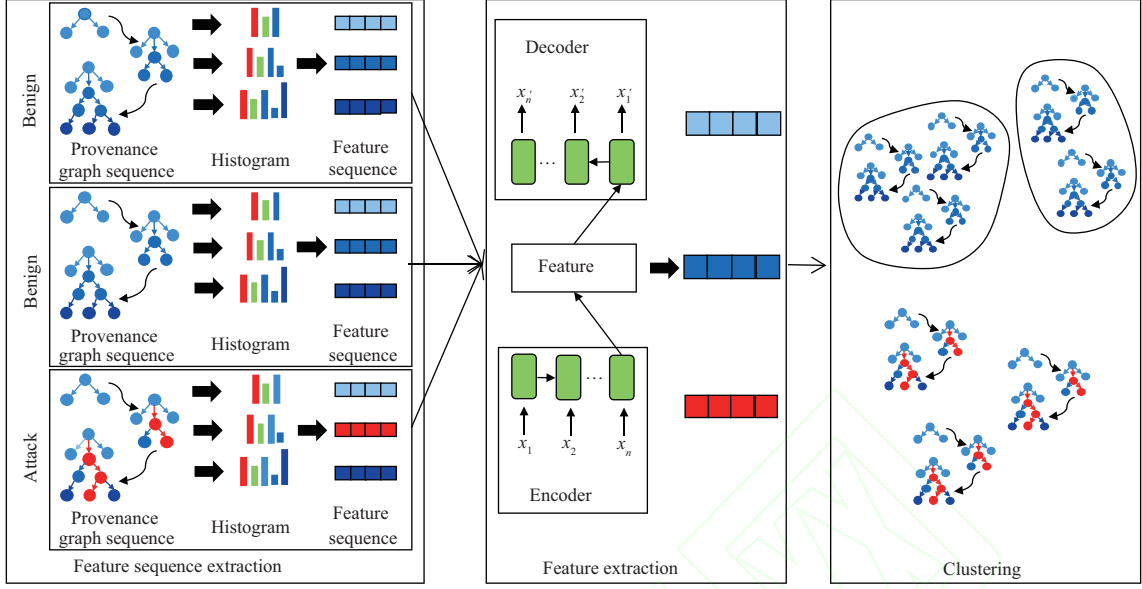 Benign
Provenance
graph sequence
Histogram
Feature
sequence
Benign
Provenance
graph sequence
Histogram
Feature
sequence
Attack
Provenance
graph sequence
Histogram
Feature
sequence
Feature sequence extraction
Decoder
x'n x'2 x'1
...
Feature
...
x1 x2 xn
Encoder
Feature extraction
Clustering